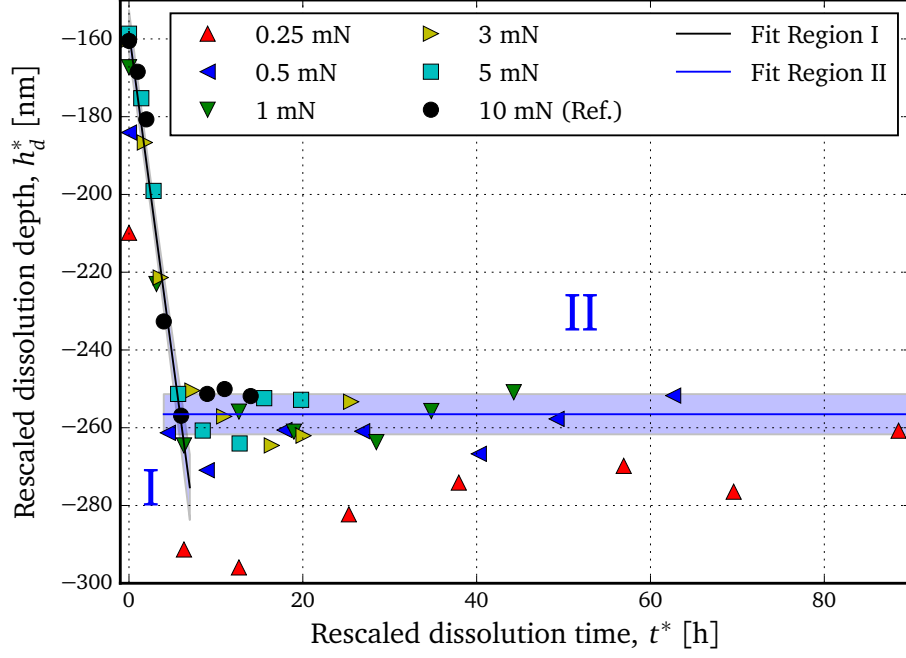 −160
−180
−200
−220
−240
−260
−280
−300
Rescaled dissolution depth, h*d [nm]
0.25 mN
0.5 mN
1 mN
3 mN
5 mN
10 mN (Ref.)
Fit Region I
Fit Region II
I
II
0
20
40
60
80
Rescaled dissolution time, t* [h]